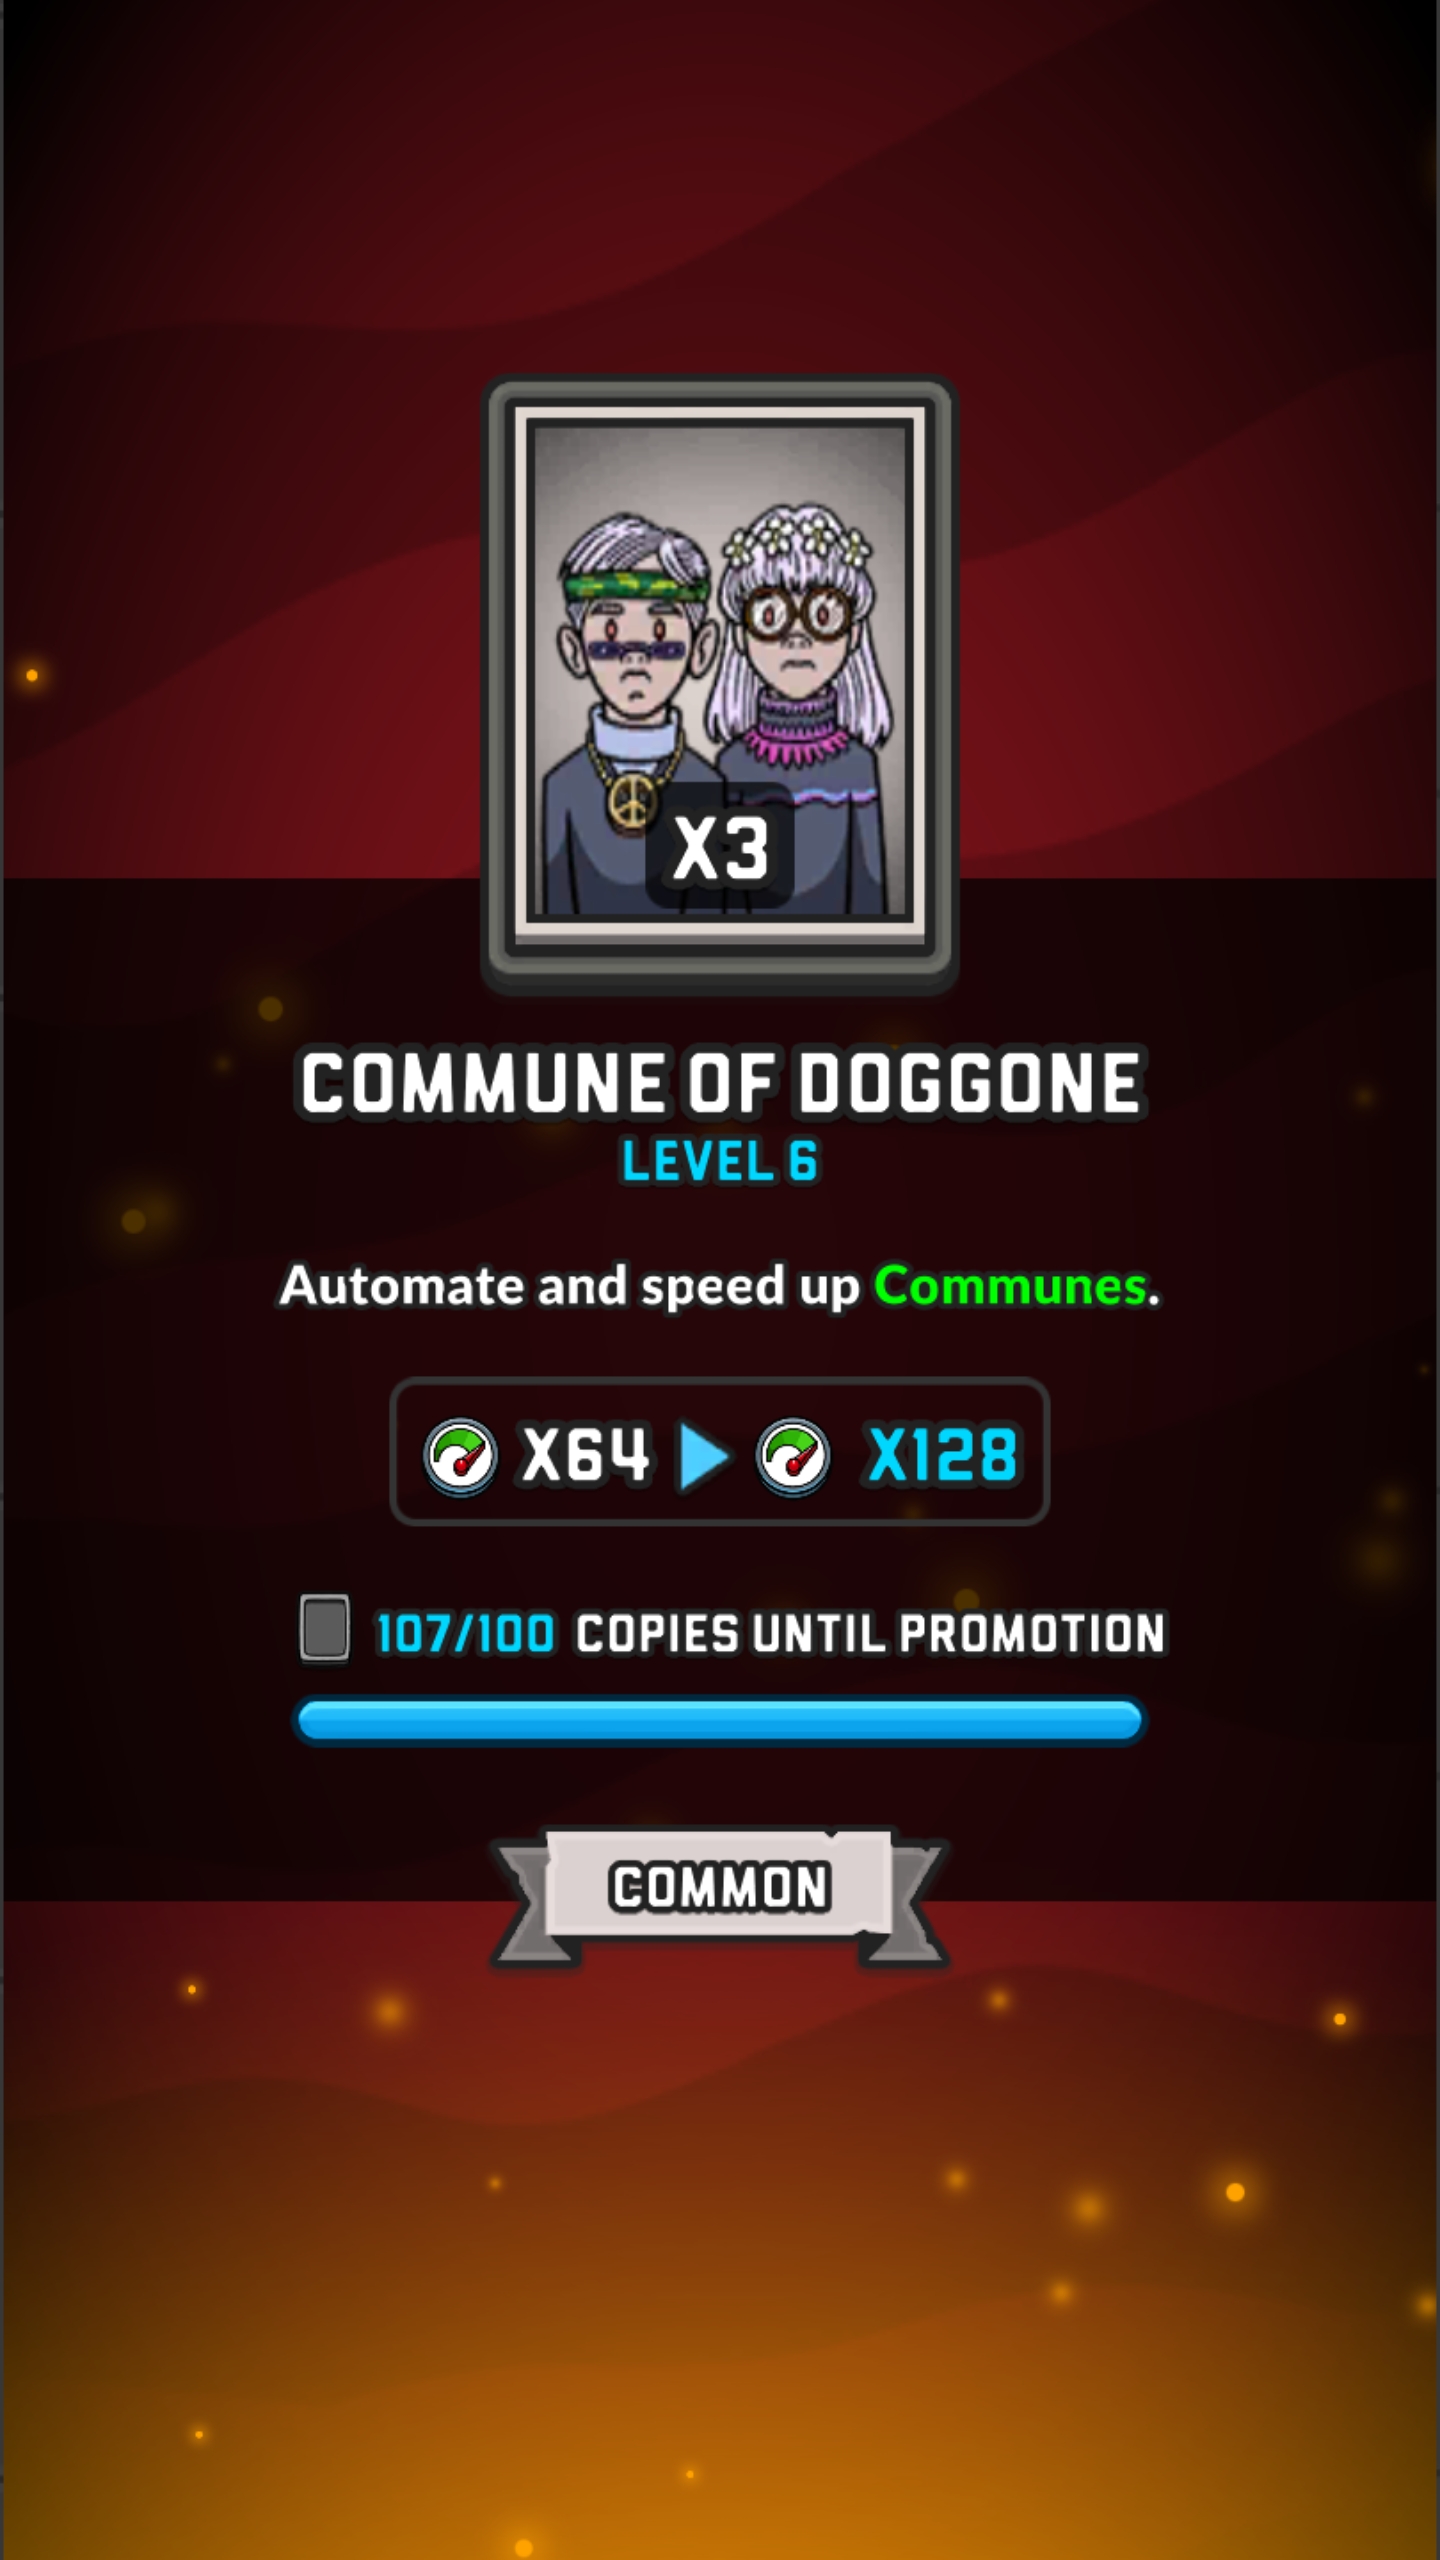 X3
COMMUNE OF DOGGONE
LEVEL 6
Automate and speed up Communes.
X64 X128
107/100 COPIES UNTIL PROMOTION
COMMON